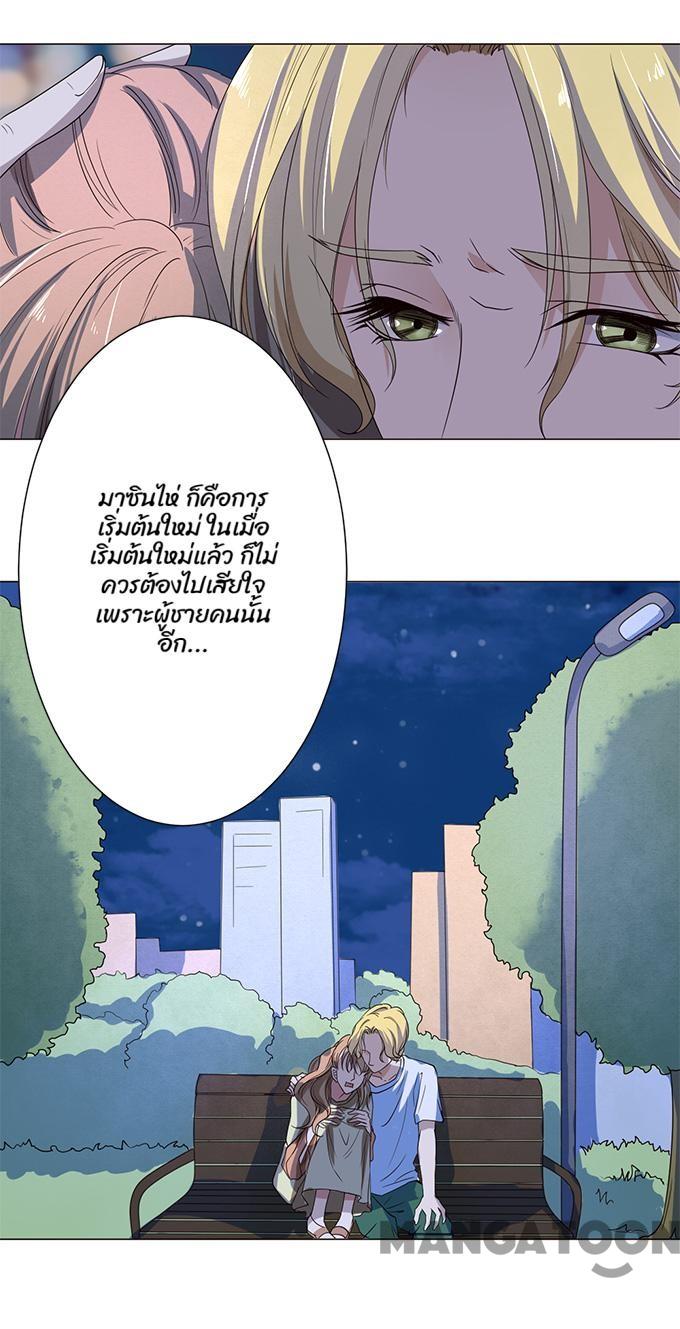 มาซินไห่ ก็คือการ
เริ่มต้นใหม่ ในเมื่อ
เริ่มต้นใหม่แล้ว ก็ไม่
ควรต้องไปเสียใจ
เพราะผู้ชายคนนั้น
อีก...
MANGATOON